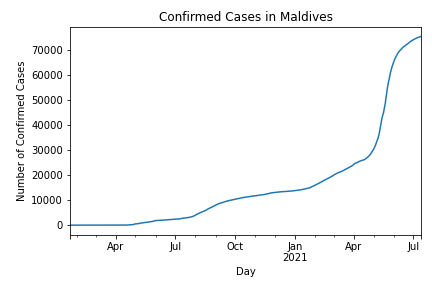 Confirmed Cases in Maldives
Number of Confirmed Cases
70000
60000
50000
40000
30000
20000
10000
0
Apr Jul Oct Jan Apr Jul
2021
Day